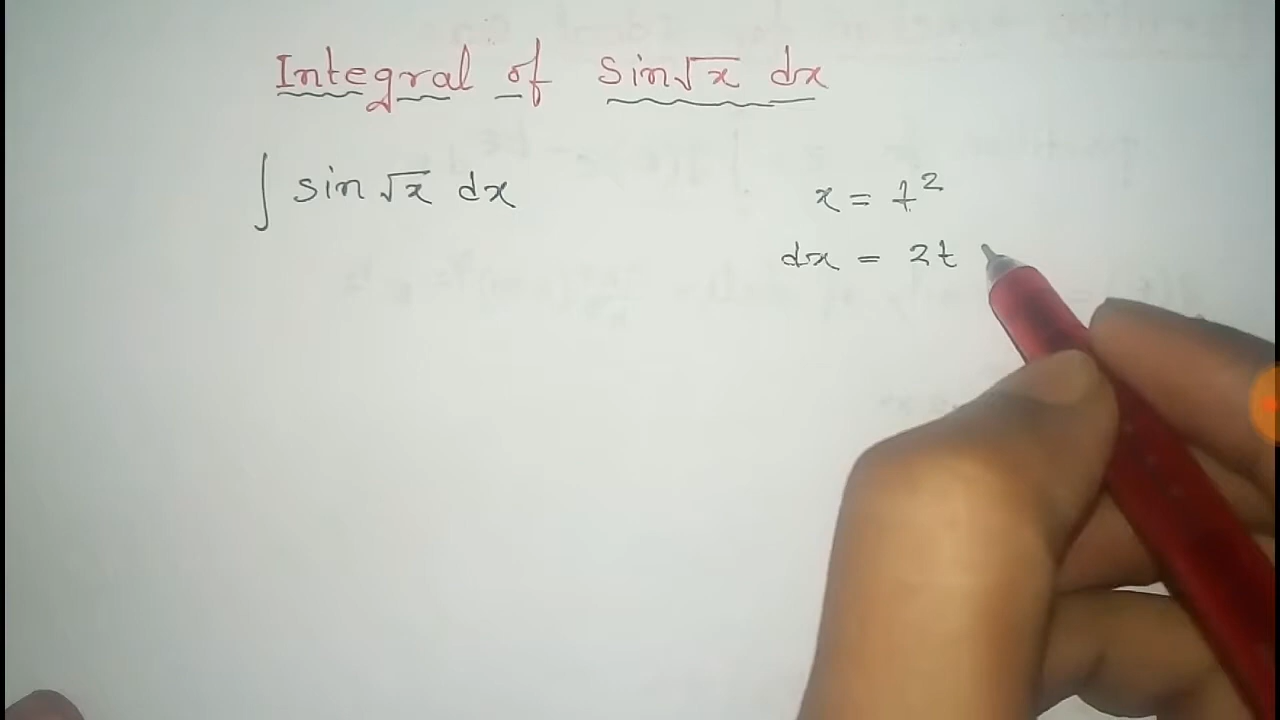 Integral of sin√x dx
∫ sin √x dx
x = t²
dx = 2t